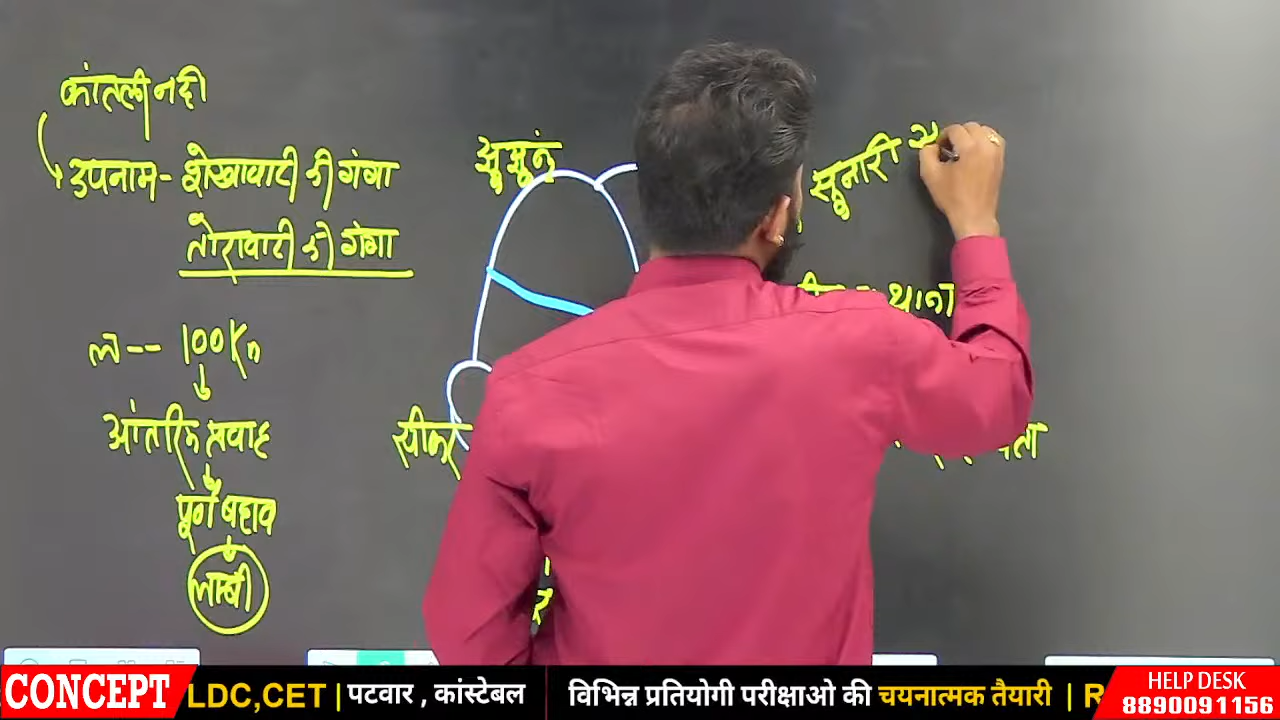 कांतली नदी
उपनाम- शेखावाटी की गंगा
तोरावाटी की गंगा
ल-- 100 Km
आंतरिक प्रवाह
पूर्ण बहाव
लम्बी
झुंझुनूं
सीकर
सुनारी
थाना
CONCEPT
LDC,CET | पटवार , कांस्टेबल
विभिन्न प्रतियोगी परीक्षाओ की चयनात्मक तैयारी | R
HELP DESK
8890091156